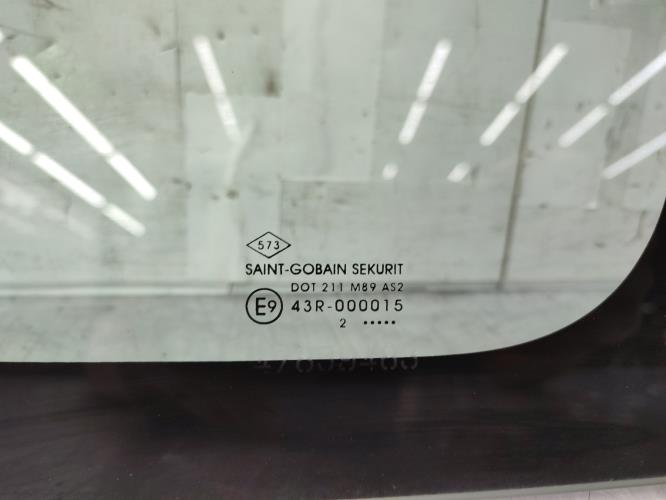 573
SAINT-GOBAIN SEKURIT
DOT 211 M89 AS2
E9 43R-000015
2 •••••